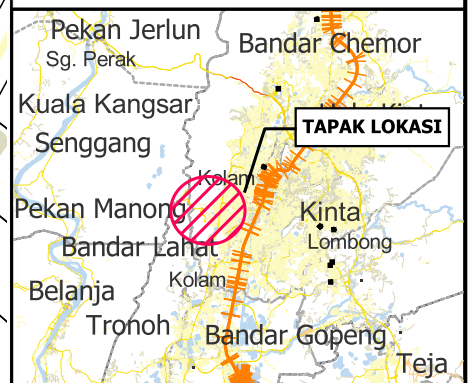 Pekan Jerlun
Bandar Chemor
Sg. Perak
Kuala Kangsar
TAPAK LOKASI
Senggang
Kolam
Pekan Manong
Kinta
Lombong
Bandar Lahat
Kolam
Belanja
Tronoh
Bandar Gopeng
Teja